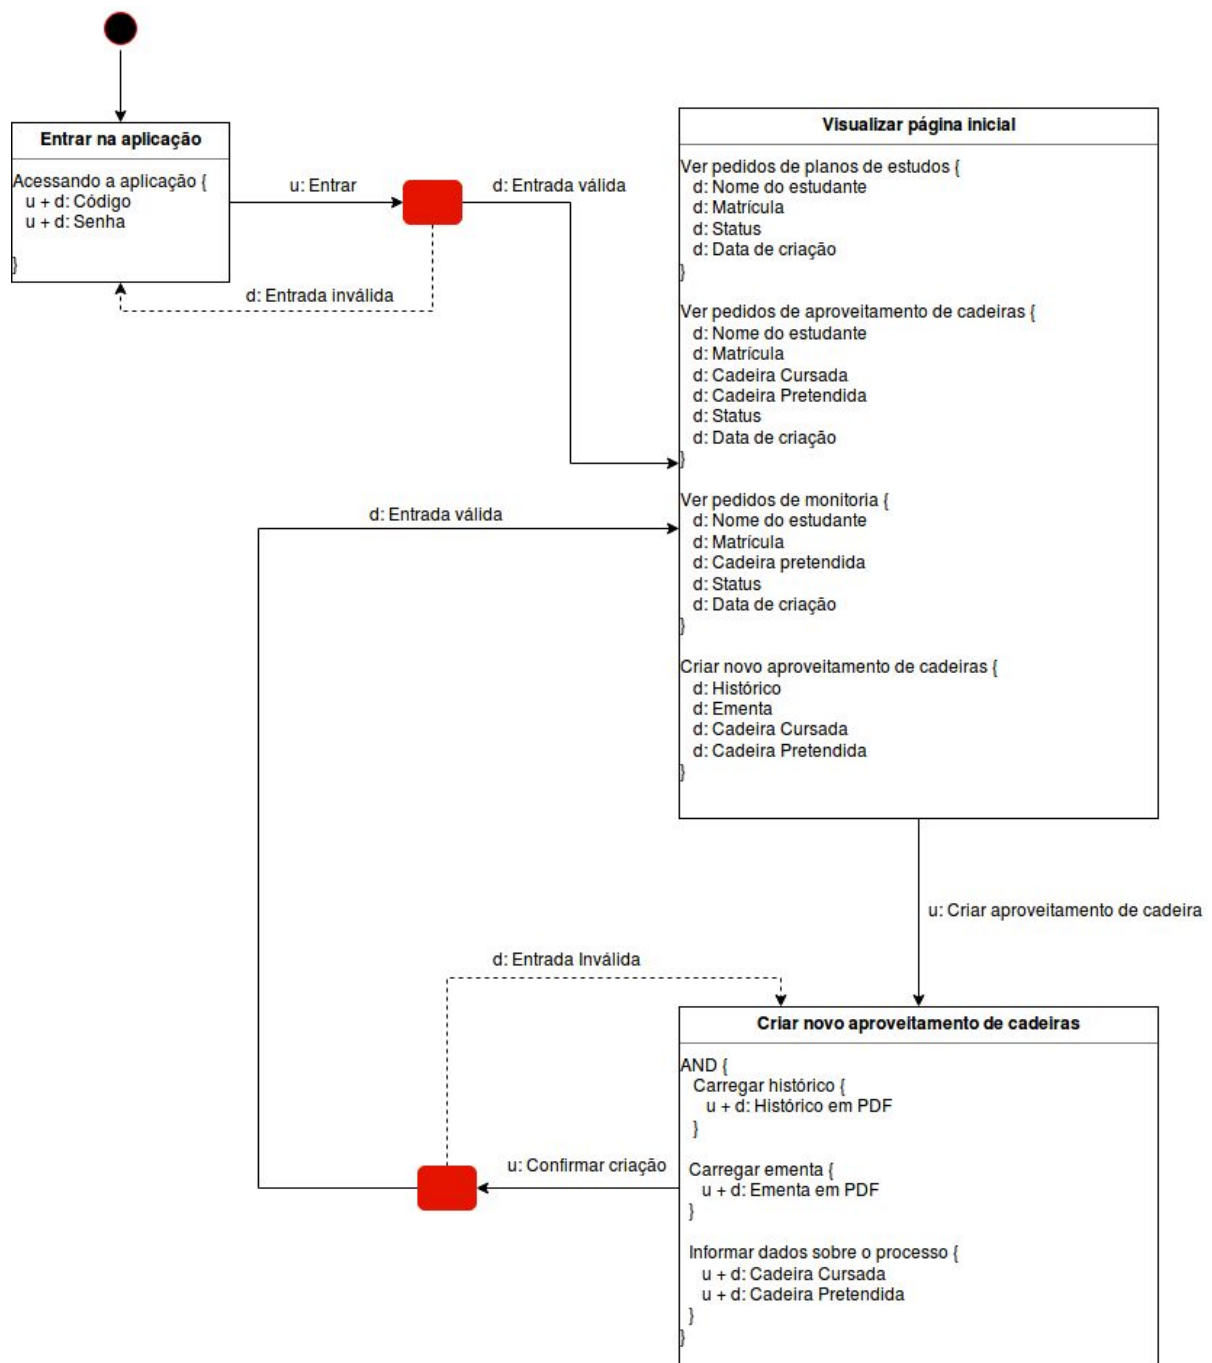 Entrar na aplicação
Acessando a aplicação {
u + d: Código
u + d: Senha
}
u: Entrar
d: Entrada válida
d: Entrada inválida
Visualizar página inicial
Ver pedidos de planos de estudos {
d: Nome do estudante
d: Matrícula
d: Status
d: Data de criação
}
Ver pedidos de aproveitamento de cadeiras {
d: Nome do estudante
d: Matrícula
d: Cadeira Cursada
d: Cadeira Pretendida
d: Status
d: Data de criação
}
Ver pedidos de monitoria {
d: Nome do estudante
d: Matrícula
d: Cadeira pretendida
d: Status
d: Data de criação
}
Criar novo aproveitamento de cadeiras {
d: Histórico
d: Ementa
d: Cadeira Cursada
d: Cadeira Pretendida
}
d: Entrada válida
u: Criar aproveitamento de cadeira
d: Entrada Inválida
Criar novo aproveitamento de cadeiras
AND {
Carregar histórico {
u + d: Histórico em PDF
}
Carregar ementa {
u + d: Ementa em PDF
}
Informar dados sobre o processo {
u + d: Cadeira Cursada
u + d: Cadeira Pretendida
}
}
u: Confirmar criação